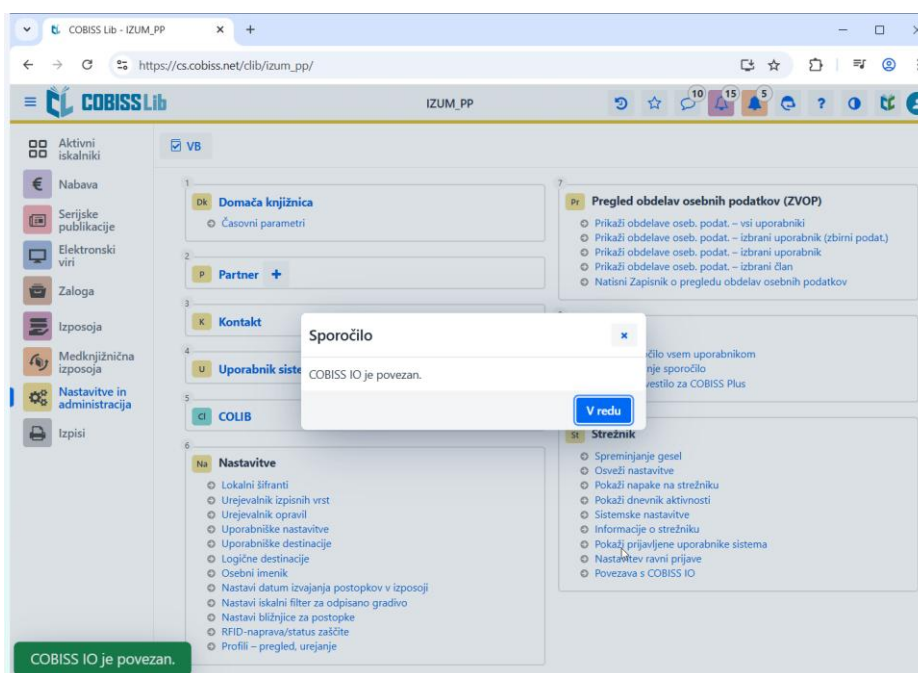 COBISS Lib - IZUM_PP
https://cs.cobiss.net/clib/izum_pp/
COBISS Lib
IZUM_PP
10
15
5
?
Aktivni
iskalniki
€
Nabava
Serijske
publikacije
Elektronski
viri
Zaloga
Izposoja
Medknjižnična
izposoja
Nastavitve in
administracija
Izpisi
VB
1
Dk Domača knjižnica
Časovni parametri
2
P Partner
3
K Kontakt
4
U Uporabnik siste
5
Cl COLIB
6
Na Nastavitve
Lokalni šifranti
Urejevalnik izpisnih vrst
Urejevalnik opravil
Uporabniške nastavitve
Uporabniške destinacije
Logične destinacije
Osebni imenik
Nastavi datum izvajanja postopkov v izposoji
Nastavi iskalni filter za odpisano gradivo
Nastavi bližnjice za postopke
RFID-naprava/status zaščite
Profili – pregled, urejanje
7
Pr Pregled obdelav osebnih podatkov (ZVOP)
Prikaži obdelave oseb. podat. – vsi uporabniki
Prikaži obdelave oseb. podat. – izbrani uporabnik (zbirni podat.)
Prikaži obdelave oseb. podat. – izbrani uporabnik
Prikaži obdelave oseb. podat. – izbrani član
Natisni Zapisnik o pregledu obdelav osebnih podatkov
čilo vsem uporabnikom
nje sporočilo
vestilo za COBISS Plus
St Strežnik
Spreminjanje gesel
Osveži nastavitve
Pokaži napake na strežniku
Pokaži dnevnik aktivnosti
Sistemske nastavitve
Informacije o strežniku
Pokaži prijavljene uporabnike sistema
Nastavitev ravni prijave
Povezava s COBISS IO
Sporočilo
COBISS IO je povezan.
V redu
COBISS IO je povezan.